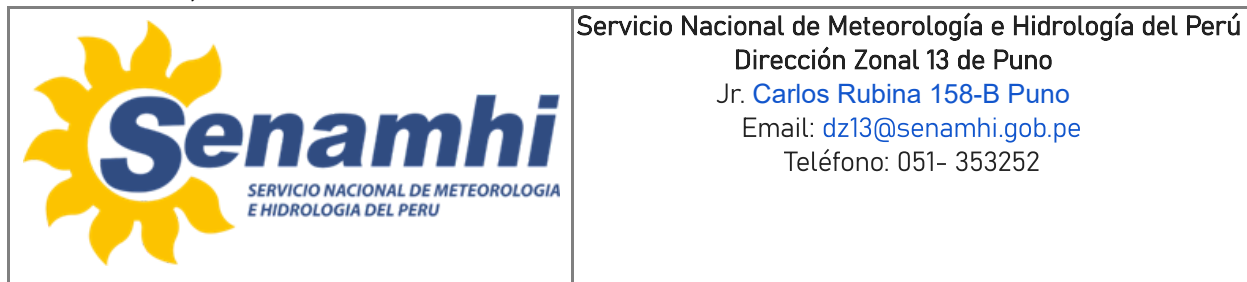 Senamhi
SERVICIO NACIONAL DE METEOROLOGIA
E HIDROLOGIA DEL PERU
Servicio Nacional de Meteorología e Hidrología del Perú
Dirección Zonal 13 de Puno
Jr. Carlos Rubina 158-B Puno
Email: dz13@senamhi.gob.pe
Teléfono: 051- 353252